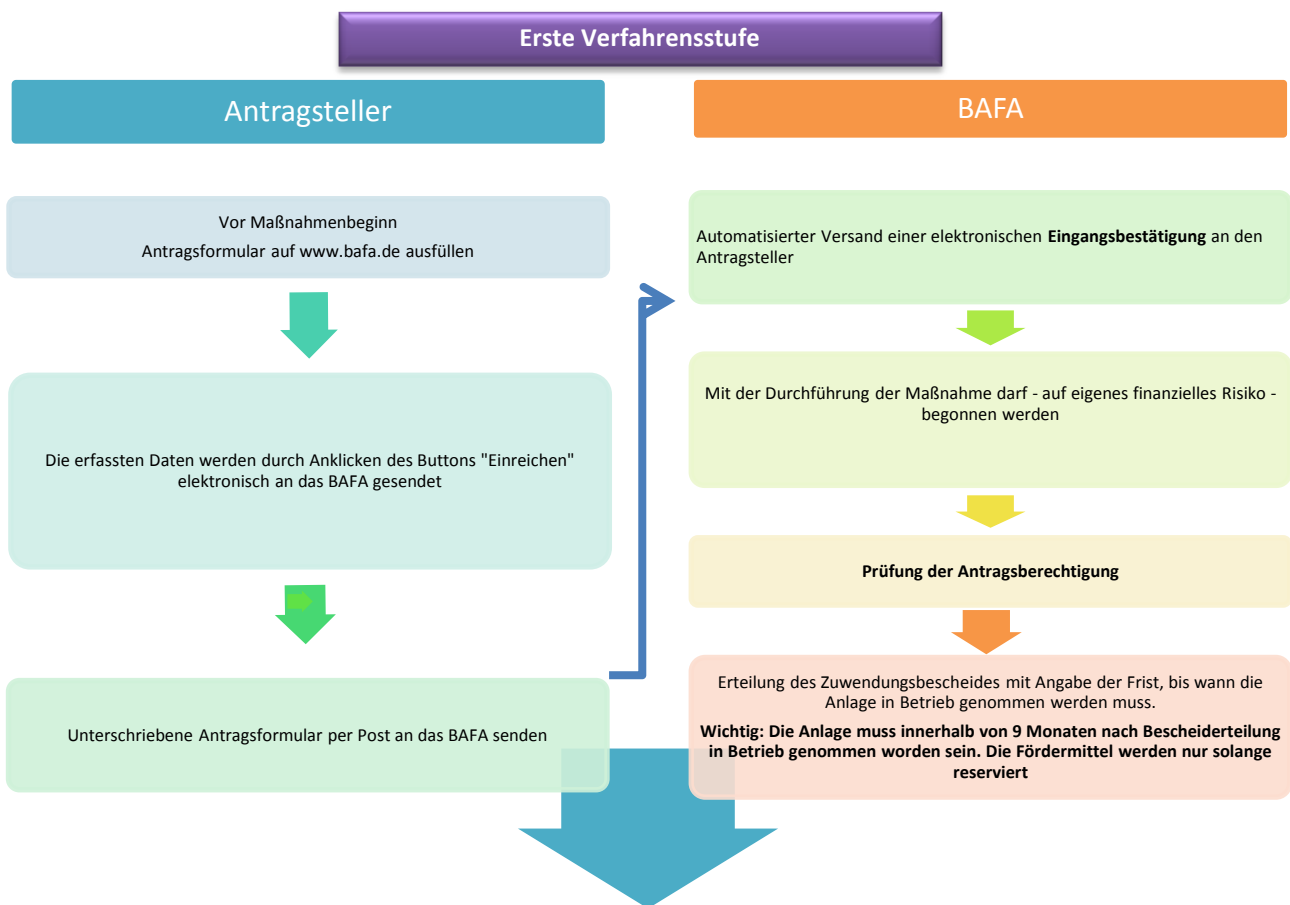 Erste Verfahrensstufe
Antragsteller
Vor Maßnahmenbeginn
Antragsformular auf www.bafa.de ausfüllen
Die erfassten Daten werden durch Anklicken des Buttons "Einreichen"
elektronisch an das BAFA gesendet
Unterschriebene Antragsformular per Post an das BAFA senden
BAFA
Automatisierter Versand einer elektronischen Eingangsbestätigung an den
Antragsteller
Mit der Durchführung der Maßnahme darf - auf eigenes finanzielles Risiko -
begonnen werden
Prüfung der Antragsberechtigung
Erteilung des Zuwendungsbescheides mit Angabe der Frist, bis wann die
Anlage in Betrieb genommen werden muss.
Wichtig: Die Anlage muss innerhalb von 9 Monaten nach Bescheiderteilung
in Betrieb genommen worden sein. Die Fördermittel werden nur solange
reserviert